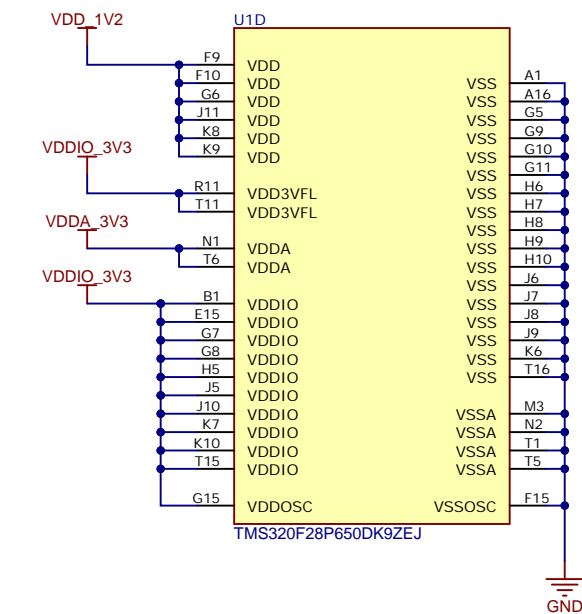 VDD_1V2
U1D
F9 VDD
F10 VDD
VSS A1
G6 VDD
VSS A16
J11 VDD
VSS G5
K8 VDD
VSS G9
VDDIO_3V3
K9 VDD
VSS G10
VSS G11
R11 VDD3VFL
VSS H6
T11 VDD3VFL
VSS H7
VDDA_3V3
VSS H8
N1 VDDA
VSS H9
T6 VDDA
VSS H10
VDDIO_3V3
VSS J6
B1 VDDIO
VSS J7
E15 VDDIO
VSS J8
G7 VDDIO
VSS J9
G8 VDDIO
VSS K6
H5 VDDIO
VSS T16
J5 VDDIO
J10 VDDIO
VSSA M3
K7 VDDIO
VSSA N2
K10 VDDIO
VSSA T1
T15 VDDIO
VSSA T5
G15 VDDOSC
VSSOSC F15
TMS320F28P650DK9ZEJ
GND